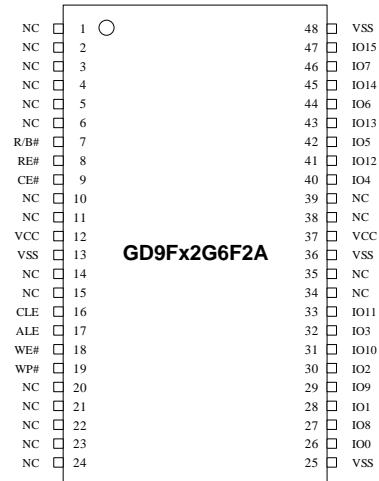 NC 1 48 VSS
NC 2 47 IO15
NC 3 46 IO7
NC 4 45 IO14
NC 5 44 IO6
NC 6 43 IO13
R/B# 7 42 IO5
RE# 8 41 IO12
CE# 9 40 IO4
NC 10 39 NC
NC 11 38 NC
VCC 12 37 VCC
VSS 13 GD9Fx2G6F2A 36 VSS
NC 14 35 NC
NC 15 34 NC
CLE 16 33 IO11
ALE 17 32 IO3
WE# 18 31 IO10
WP# 19 30 IO2
NC 20 29 IO9
NC 21 28 IO1
NC 22 27 IO8
NC 23 26 IO0
NC 24 25 VSS